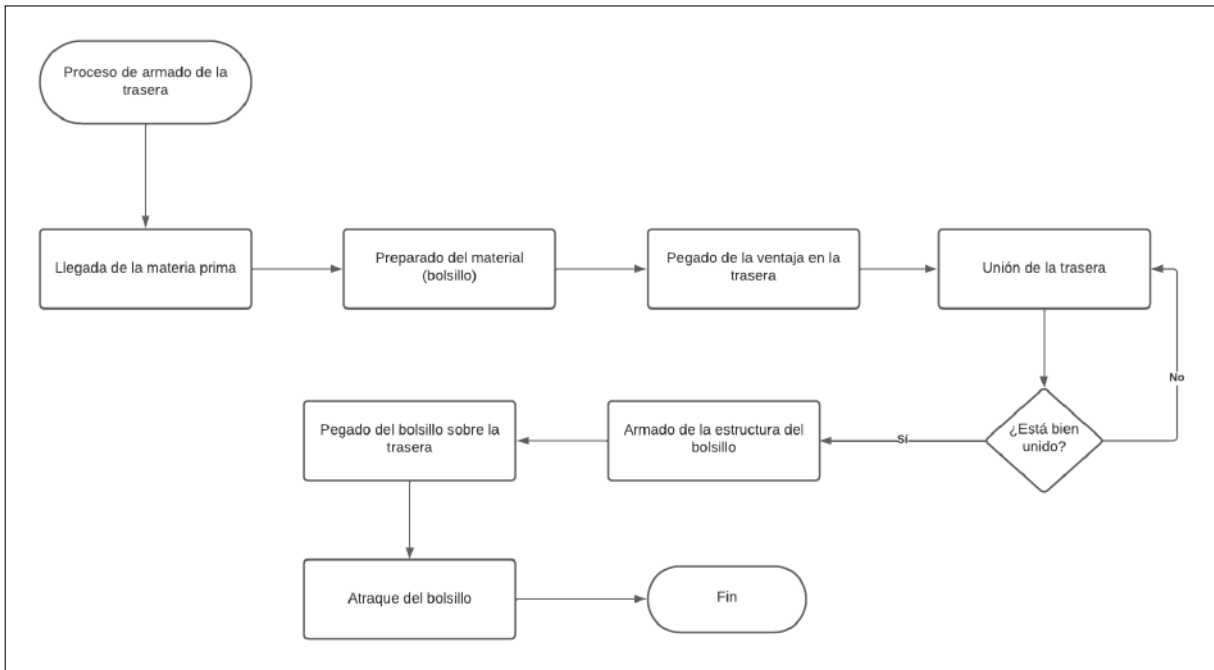 Proceso de armado de la
trasera
Llegada de la materia prima
Preparado del material
(bolsillo)
Pegado de la ventaja en la
trasera
Unión de la trasera
No
¿Está bien
unido?
Sí
Armado de la estructura del
bolsillo
Pegado del bolsillo sobre la
trasera
Atraque del bolsillo
Fin